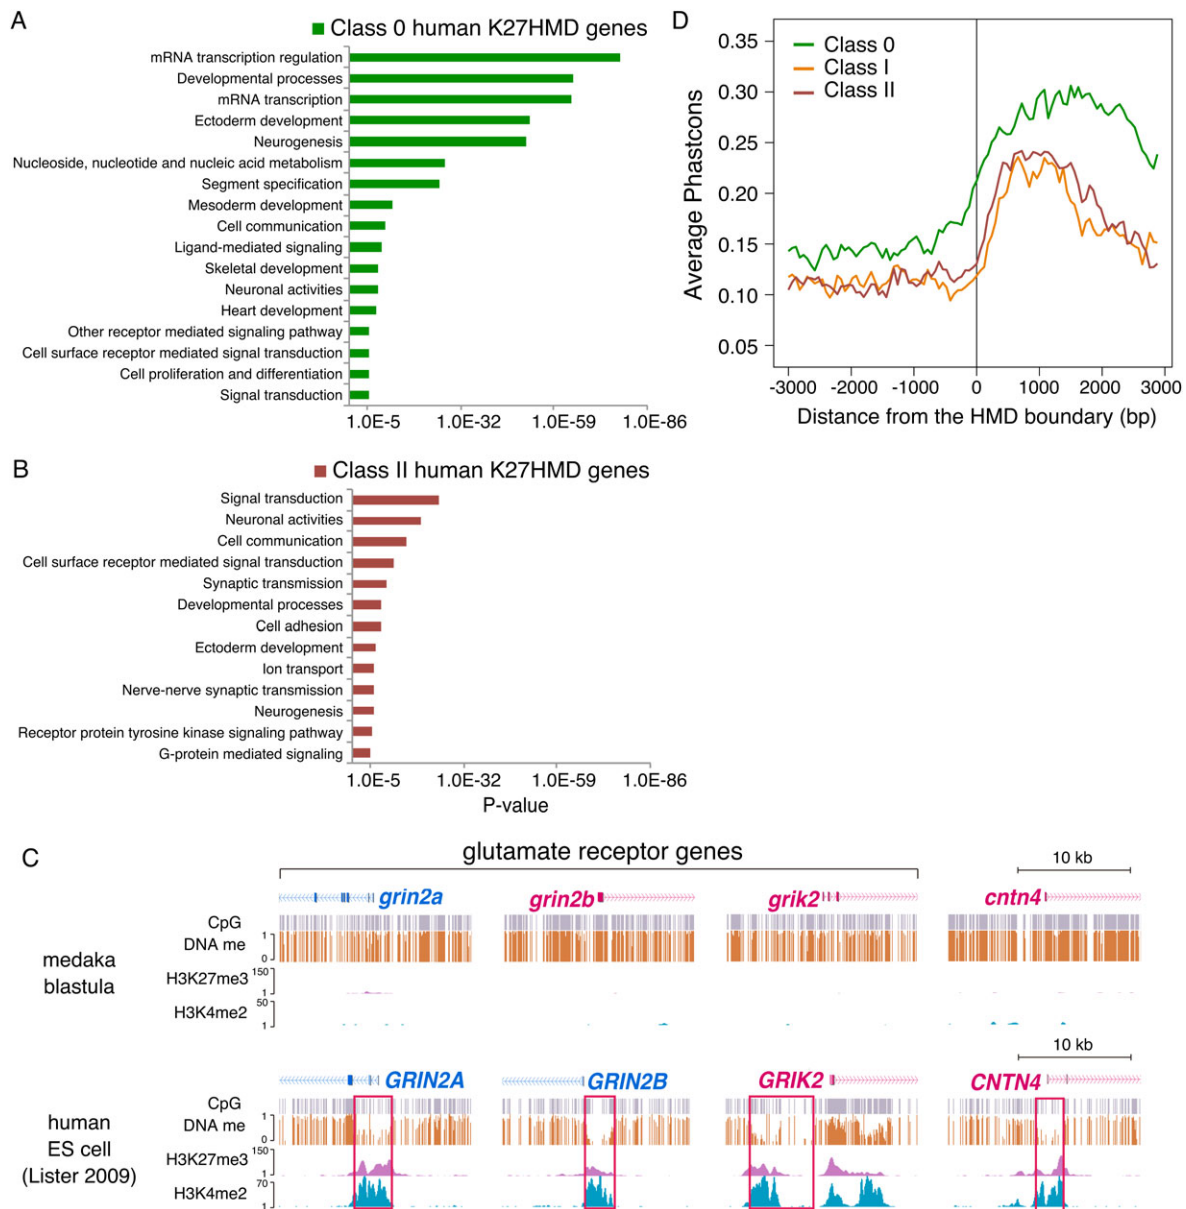 A
Class 0 human K27HMD genes
mRNA transcription regulation
Developmental processes
mRNA transcription
Ectoderm development
Neurogenesis
Nucleoside, nucleotide and nucleic acid metabolism
Segment specification
Mesoderm development
Cell communication
Ligand-mediated signaling
Skeletal development
Neuronal activities
Heart development
Other receptor mediated signaling pathway
Cell surface receptor mediated signal transduction
Cell proliferation and differentiation
Signal transduction
1.0E-5 1.0E-32 1.0E-59 1.0E-86
D
Class 0
Class I
Class II
0.35
0.30
0.25
0.20
0.15
0.10
0.05
Average Phastcons
-3000 -2000 -1000 0 1000 2000 3000
Distance from the HMD boundary (bp)
B
Class II human K27HMD genes
Signal transduction
Neuronal activities
Cell communication
Cell surface receptor mediated signal transduction
Synaptic transmission
Developmental processes
Cell adhesion
Ectoderm development
Ion transport
Nerve-nerve synaptic transmission
Neurogenesis
Receptor protein tyrosine kinase signaling pathway
G-protein mediated signaling
1.0E-5 1.0E-32 1.0E-59 1.0E-86
P-value
C
glutamate receptor genes
10 kb
grin2a grin2b grik2 cntn4
medaka
blastula
CpG
DNA me 1 0
H3K27me3 150 1
H3K4me2 50 1
10 kb
GRIN2A GRIN2B GRIK2 CNTN4
human
ES cell
(Lister 2009)
CpG
DNA me 1 0
H3K27me3 150 1
H3K4me2 70 1